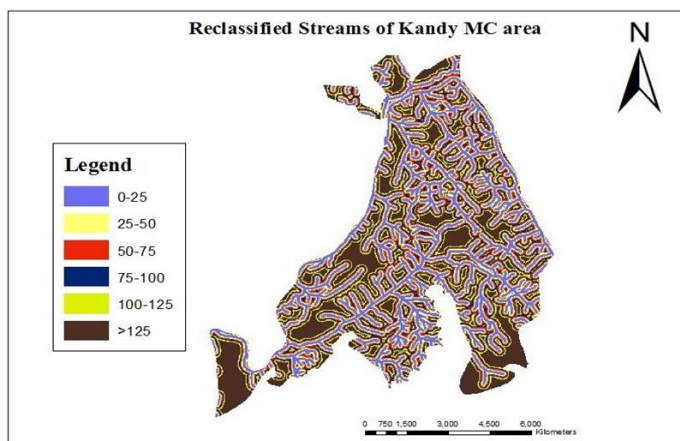 Reclassified Streams of Kandy MC area
N
Legend
0-25
25-50
50-75
75-100
100-125
>125
0 750 1,500 3,000 4,500 6,000
Kilometers